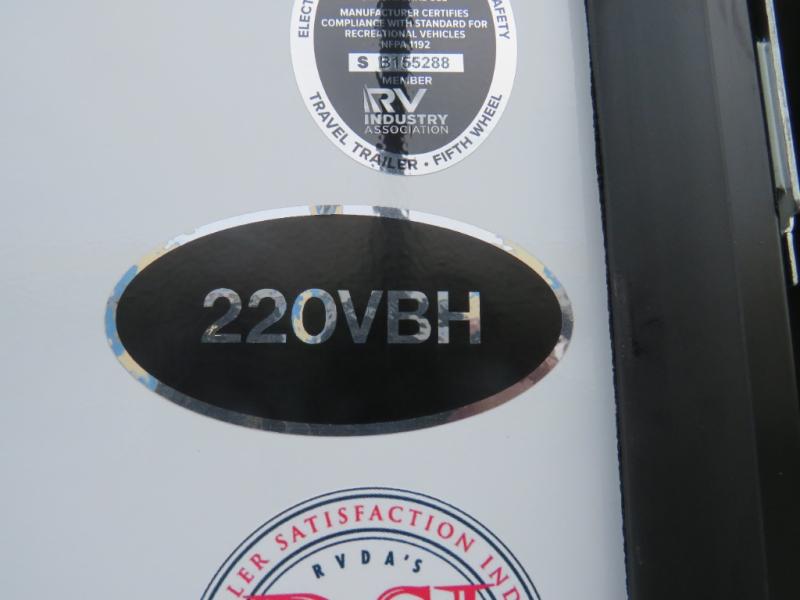 MANUFACTURER CERTIFIES
COMPLIANCE WITH STANDARD FOR
RECREATIONAL VEHICLES
NFPA 1192
S B155288
MEMBER
RV
INDUSTRY
ASSOCIATION
TRAVEL TRAILER • FIFTH WHEEL
220VBH
SATISFACTION
RVDA'S